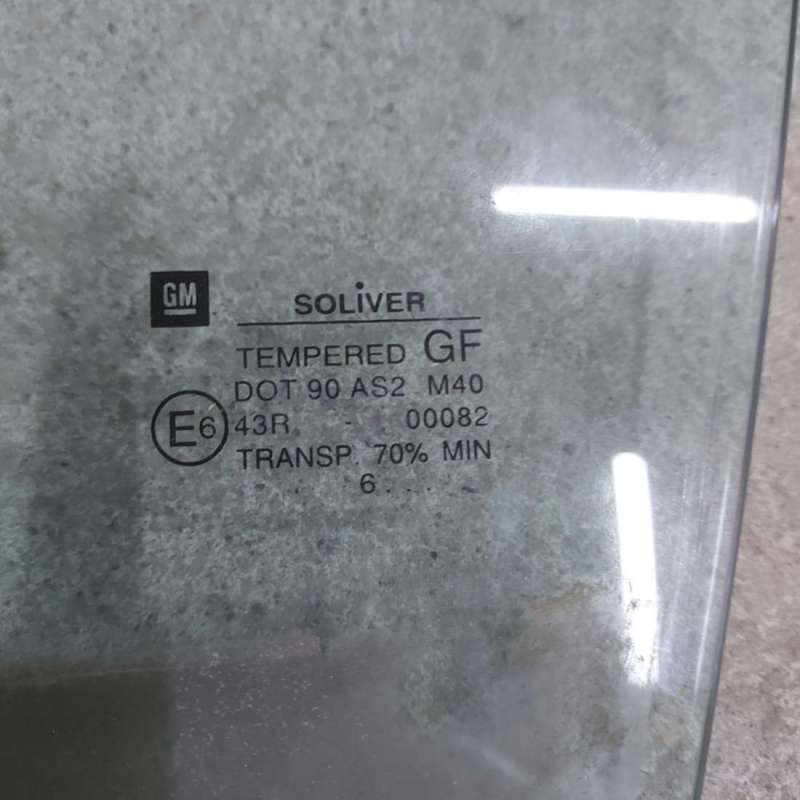 GM
SOLiVER
TEMPERED GF
DOT 90 AS2 M40
E6 43R - 00082
TRANSP. 70% MIN
. . 6 . . .